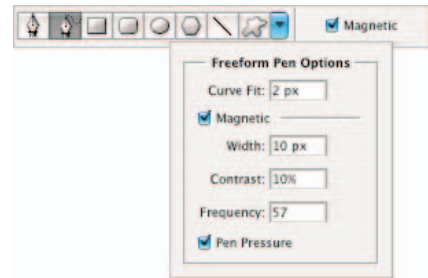 Magnetic
Freeform Pen Options
Curve Fit: 2 px
Magnetic
Width: 10 px
Contrast: 10%
Frequency: 57
Pen Pressure